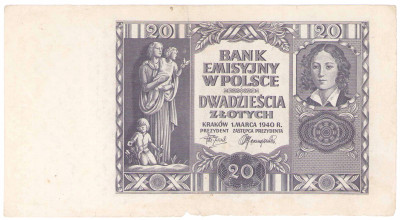 20
20
BANK
EMISYJNY
W POLSCE
DWADZIEŚCIA
ZŁOTYCH
KRAKÓW 1. MARCA 1940 R.
PREZYDENT ZASTĘPCA PREZYDENTA
20